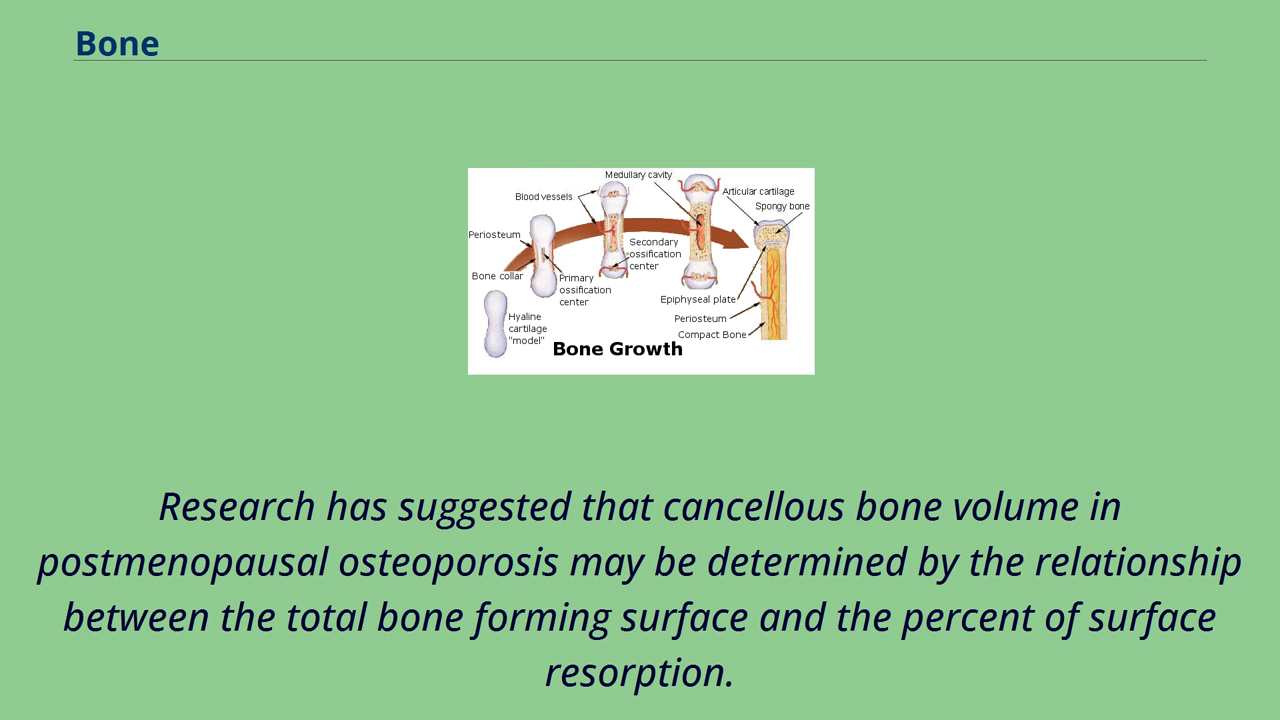 Bone
Medullary cavity
Blood vessels
Articular cartilage
Spongy bone
Periosteum
Secondary
ossification
center
Bone collar
Primary
ossification
center
Epiphyseal plate
Hyaline
cartilage
"model"
Periosteum
Compact Bone
Bone Growth
Research has suggested that cancellous bone volume in
postmenopausal osteoporosis may be determined by the relationship
between the total bone forming surface and the percent of surface
resorption.